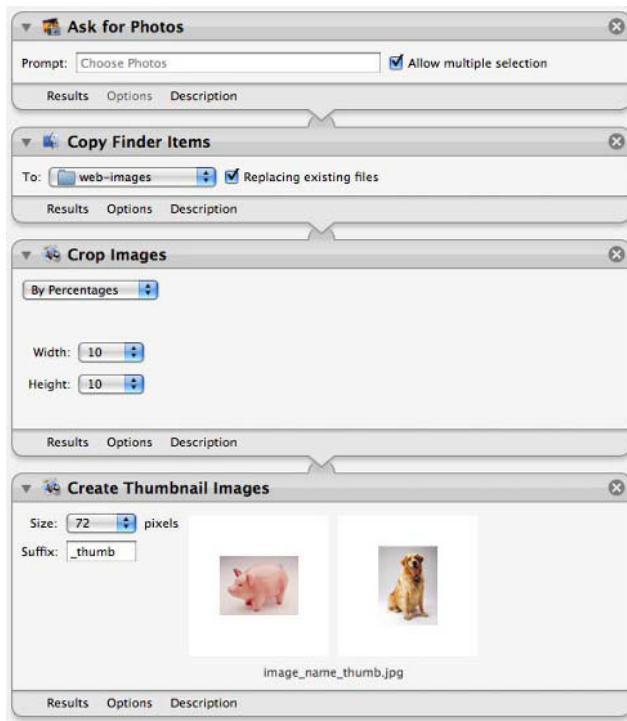 Ask for Photos
Prompt: Choose Photos Allow multiple selection
Results Options Description
Copy Finder Items
To: web-images Replacing existing files
Results Options Description
Crop Images
By Percentages
Width: 10
Height: 10
Results Options Description
Create Thumbnail Images
Size: 72 pixels
Suffix: _thumb
image_name_thumb.jpg
Results Options Description